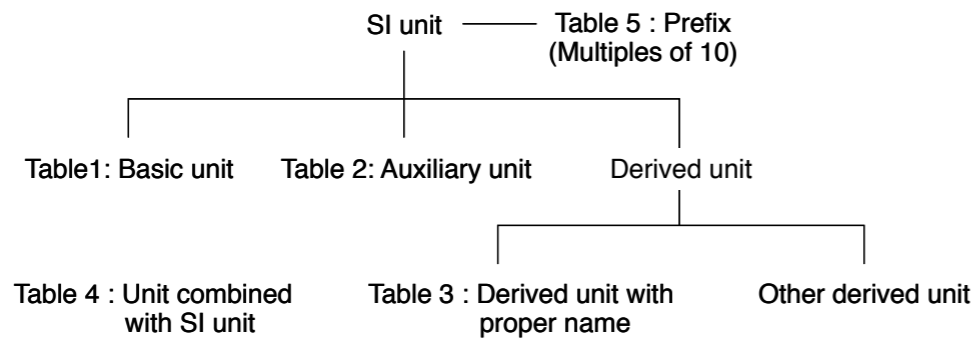 SI unit
Table 5 : Prefix
(Multiples of 10)
Table1: Basic unit
Table 2: Auxiliary unit
Derived unit
Table 4 : Unit combined
with SI unit
Table 3 : Derived unit with
proper name
Other derived unit